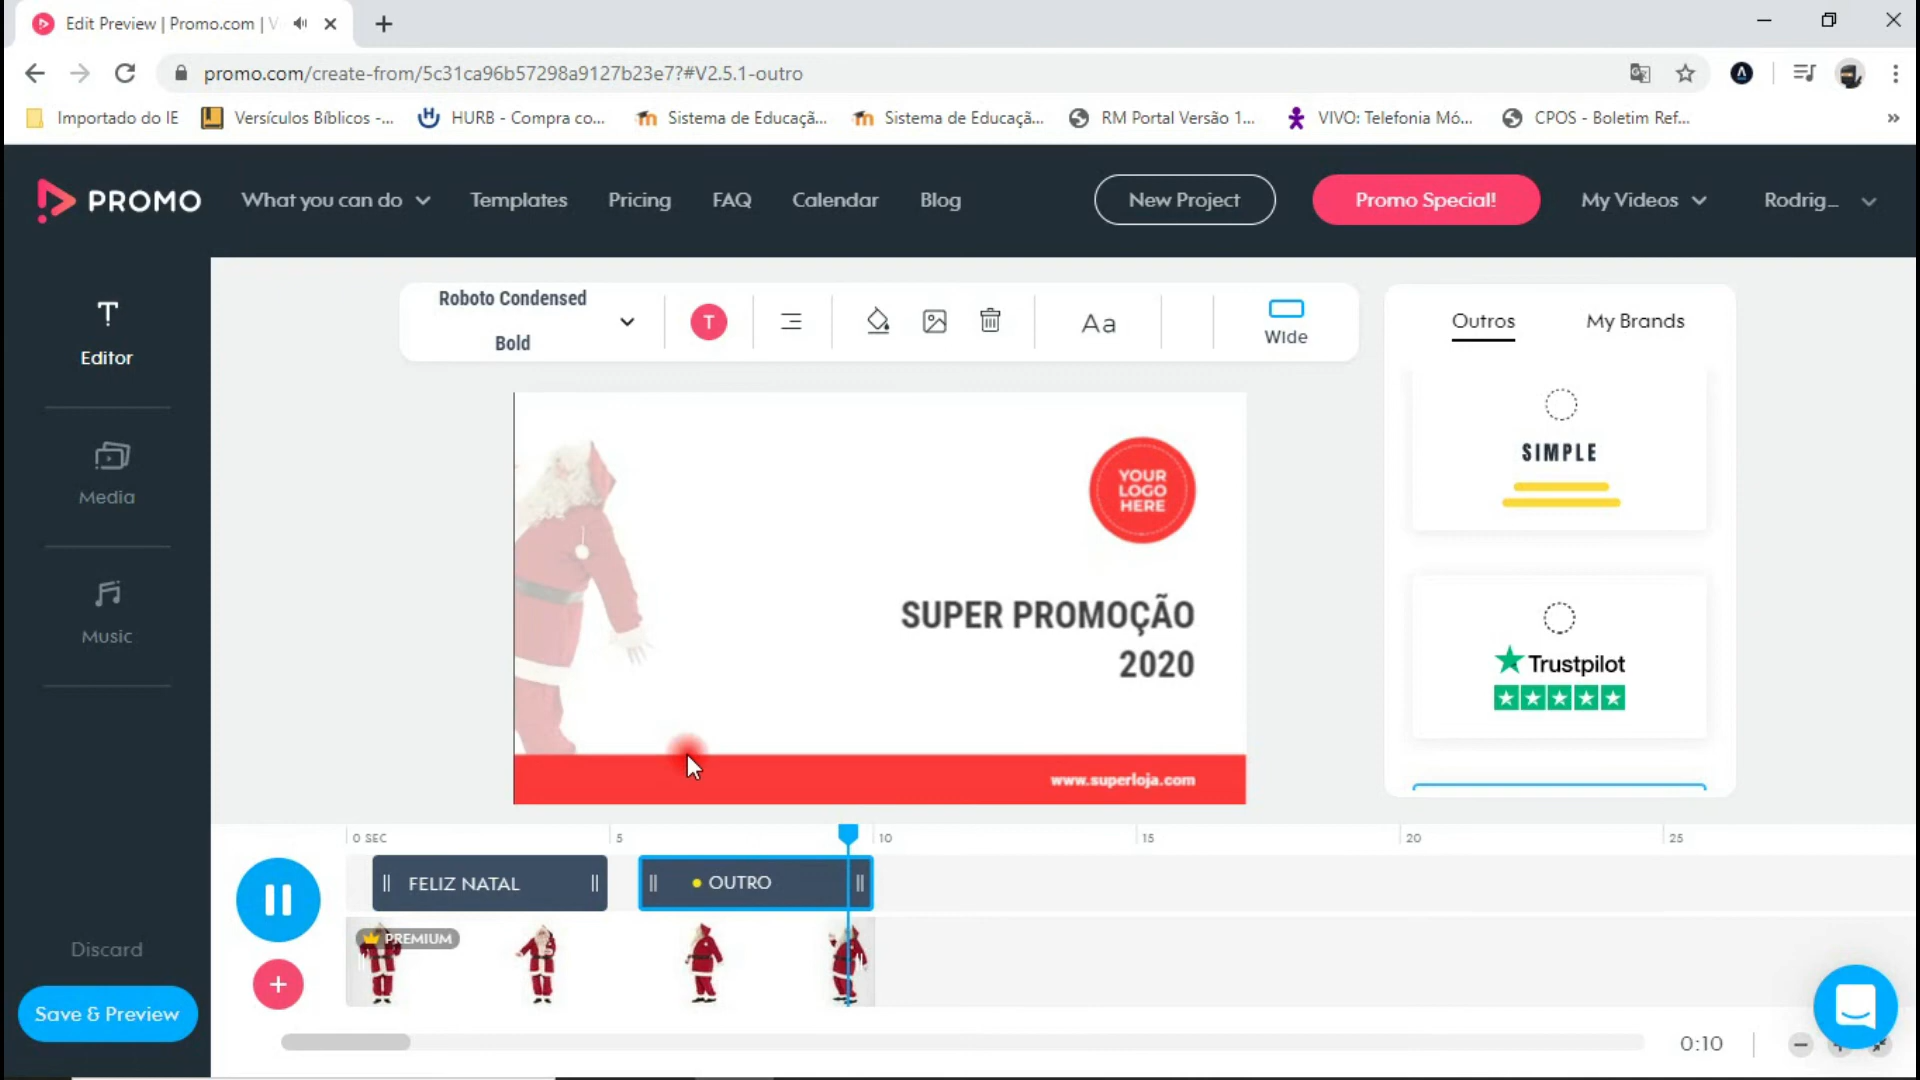 Edit Preview | Promo.com | V
promo.com/create-from/5c31ca96b57298a9127b23e7?#V2.5.1-outro
Importado do IE
Versículos Bíblicos -...
HURB - Compra co...
Sistema de Educaçã...
Sistema de Educaçã...
RM Portal Versão 1...
VIVO: Telefonia Mó...
CPOS - Boletim Ref...
»
PROMO
What you can do
Templates
Pricing
FAQ
Calendar
Blog
New Project
Promo Special!
My Videos
Rodrig...
T
Editor
Media
Music
Discard
Save & Preview
Roboto Condensed
Bold
T
Aa
Wide
Outros
My Brands
SIMPLE
Trustpilot
YOUR
LOGO
HERE
SUPER PROMOÇÃO
2020
www.superloja.com
0 SEC
5
10
15
20
25
FELIZ NATAL
OUTRO
PREMIUM
0:10